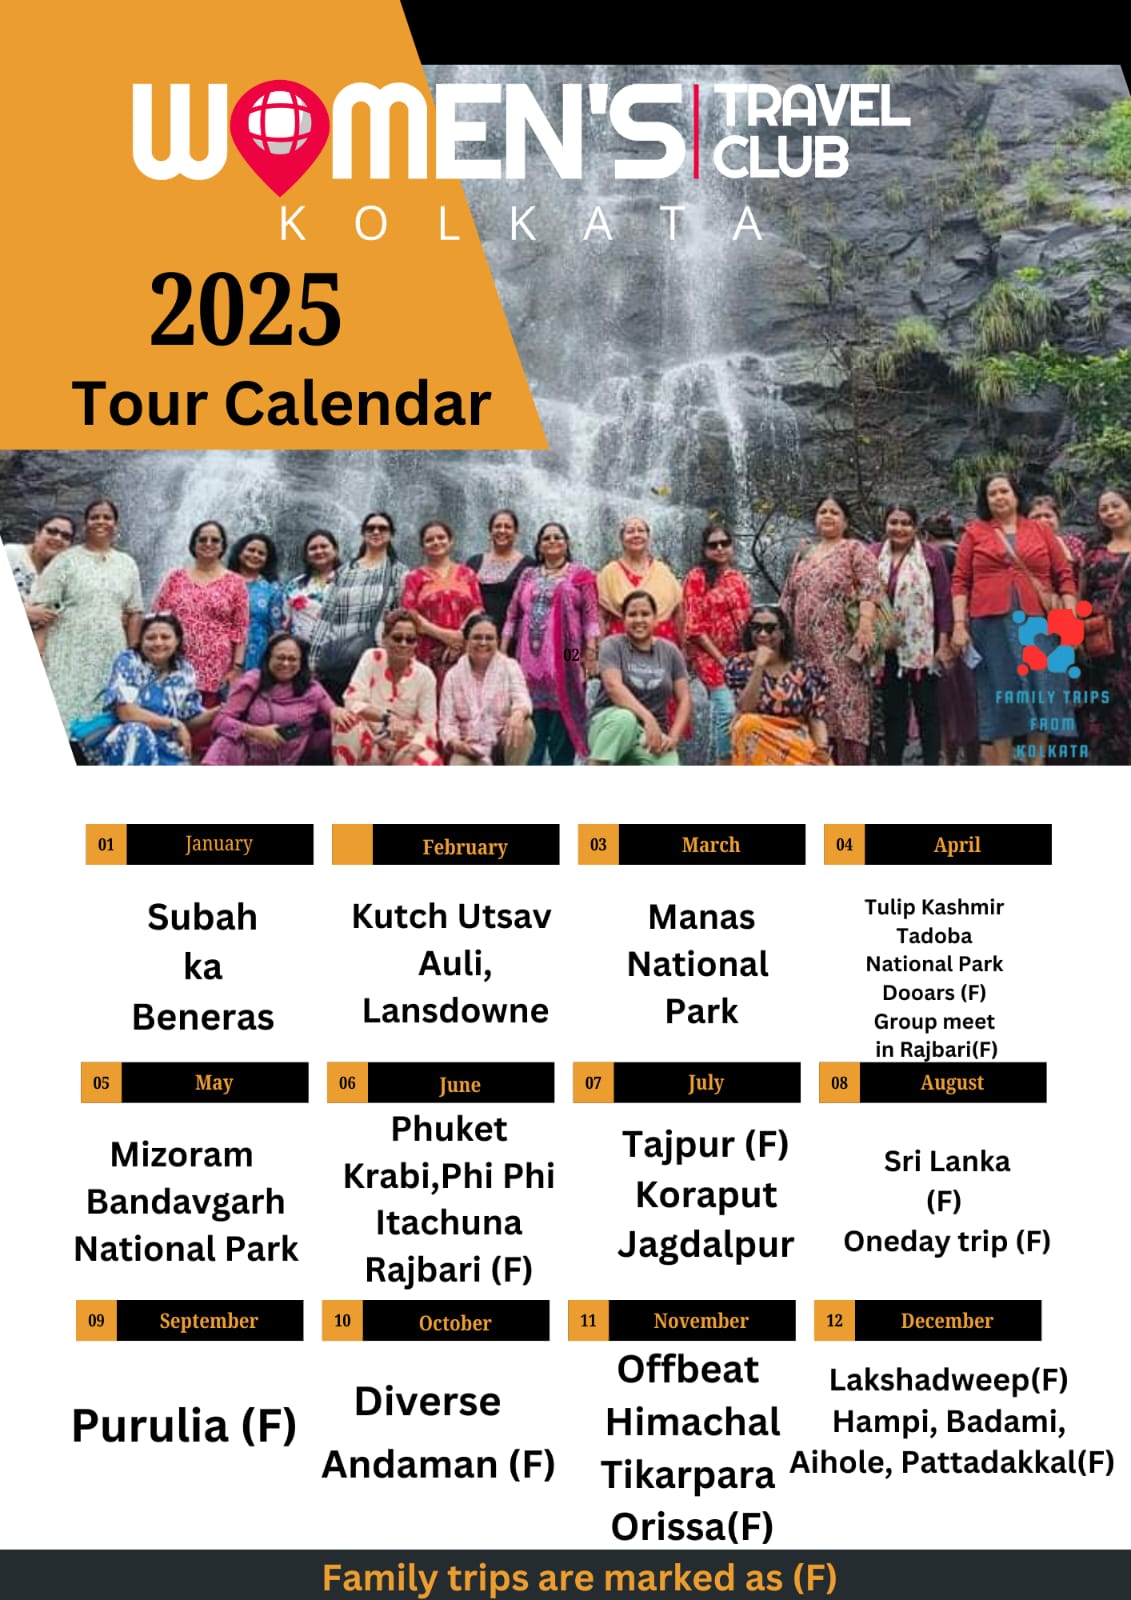 WOMEN'S
TRAVEL
CLUB
KOLKATA
2025
Tour Calendar
02
FAMILY TRIPS
FROM
KOLKATA
01 January
February
03 March
04 April
Subah
ka
Beneras
Kutch Utsav
Auli,
Lansdowne
Manas
National
Park
Tulip Kashmir
Tadoba
National Park
Dooars (F)
Group meet
in Rajbari(F)
05 May
06 June
07 July
08 August
Mizoram
Bandavgarh
National Park
Phuket
Krabi,Phi Phi
Itachuna
Rajbari (F)
Tajpur (F)
Koraput
Jagdalpur
Sri Lanka
(F)
Oneday trip (F)
09 September
10 October
11 November
12 December
Purulia (F)
Diverse
Andaman (F)
Offbeat
Himachal
Tikarpara
Orissa(F)
Lakshadweep(F)
Hampi, Badami,
Aihole, Pattadakkal(F)
Family trips are marked as (F)